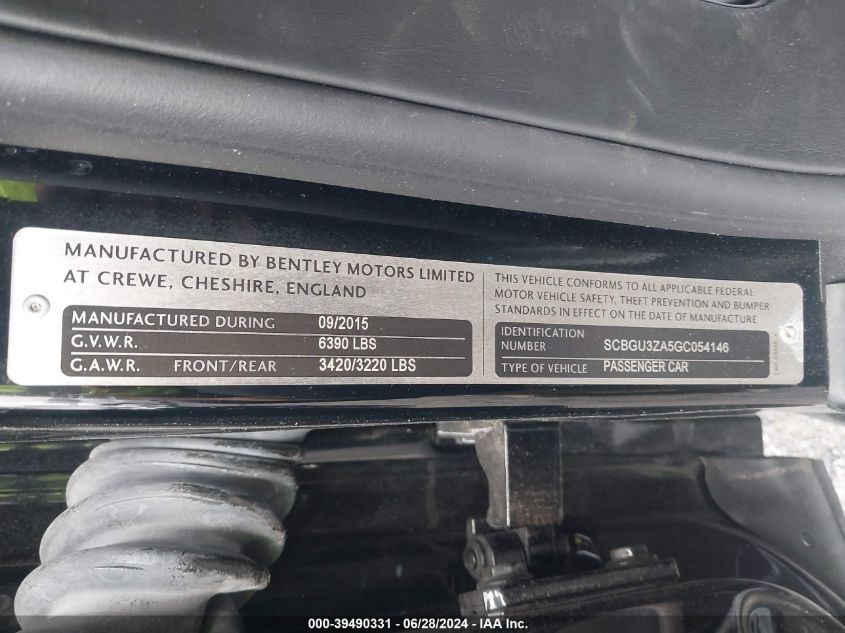 MANUFACTURED BY BENTLEY MOTORS LIMITED
AT CREWE, CHESHIRE, ENGLAND
MANUFACTURED DURING 09/2015
G.V.W.R. 6390 LBS
G.A.W.R. FRONT/REAR 3420/3220 LBS
THIS VEHICLE CONFORMS TO ALL APPLICABLE FEDERAL
MOTOR VEHICLE SAFETY, THEFT PREVENTION AND BUMPER
STANDARDS IN EFFECT ON THE DATE OF MANUFACTURE
IDENTIFICATION
NUMBER SCBGU3ZA5GC054146
TYPE OF VEHICLE PASSENGER CAR
000-39490331 - 06/28/2024 - IAA, Inc.